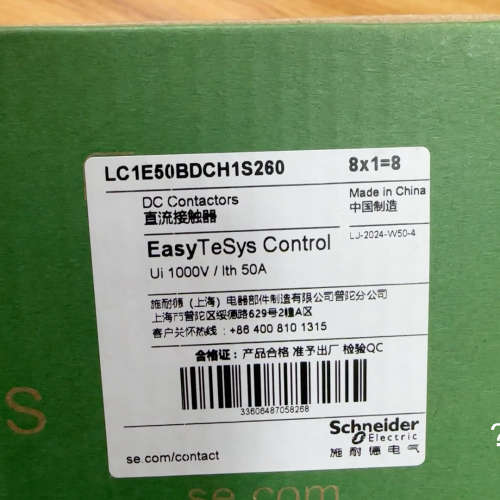 LC1E50BDCH1S260 8x1=8
DC Contactors Made in China
直流接触器 中国制造
LJ-2024-W50-4
EasyTeSys Control
Ui 1000V / Ith 50A
施耐德（上海）电器部件制造有限公司普陀分公司
上海市普陀区绥德路629号2幢A区
客户关怀热线：+86 400 810 1315
合格证：产品合格 准予出厂 检验QC
33606487058268
Schneider
Electric
施耐德电气
se.com/contact
S
se.com
?